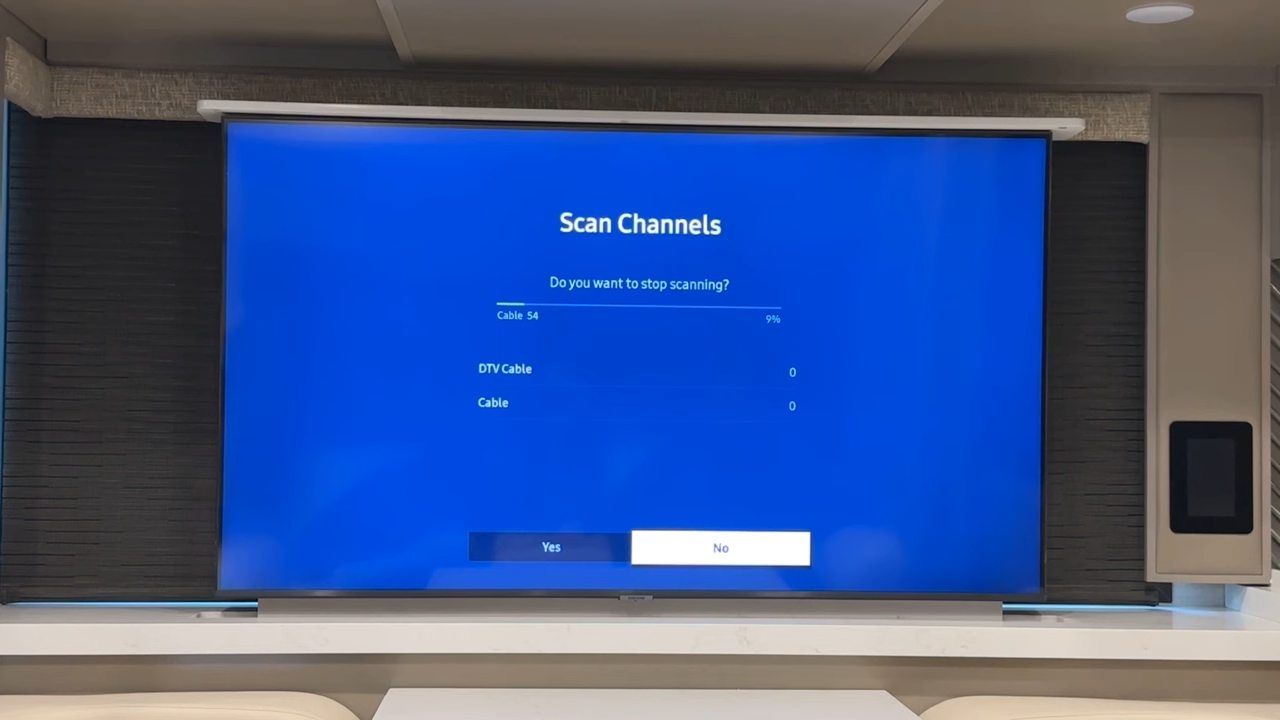 Scan Channels
Do you want to stop scanning?
Cable 54 9%
DTV Cable 0
Cable 0
Yes No